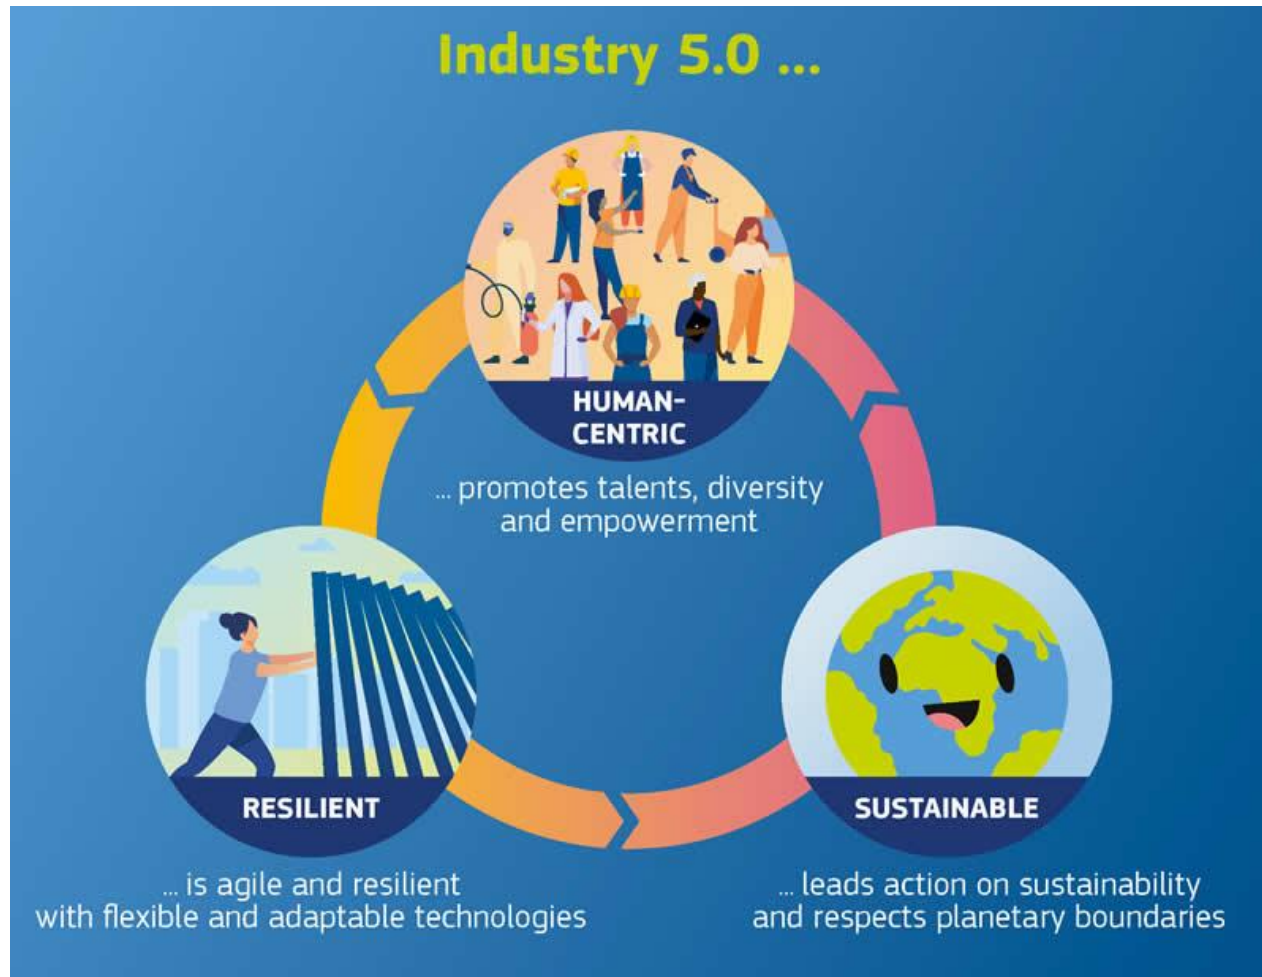 Industry 5.0 ...
HUMAN-
CENTRIC
... promotes talents, diversity
and empowerment
RESILIENT
... is agile and resilient
with flexible and adaptable technologies
SUSTAINABLE
... leads action on sustainability
and respects planetary boundaries